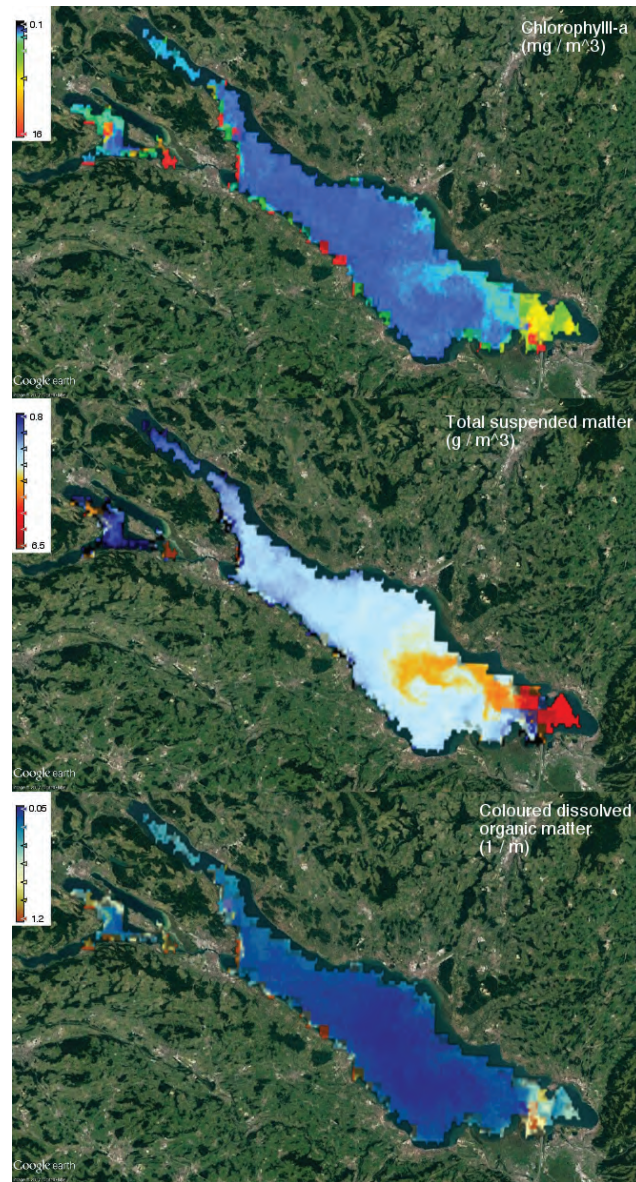 0.1
16
Chlorophylll-a
(mg / m^3)
Google earth
0.8
6.5
Total suspended matter
(g / m^3)
Google earth
0.05
1.2
Coloured dissolved
organic matter
(1 / m)
Google earth